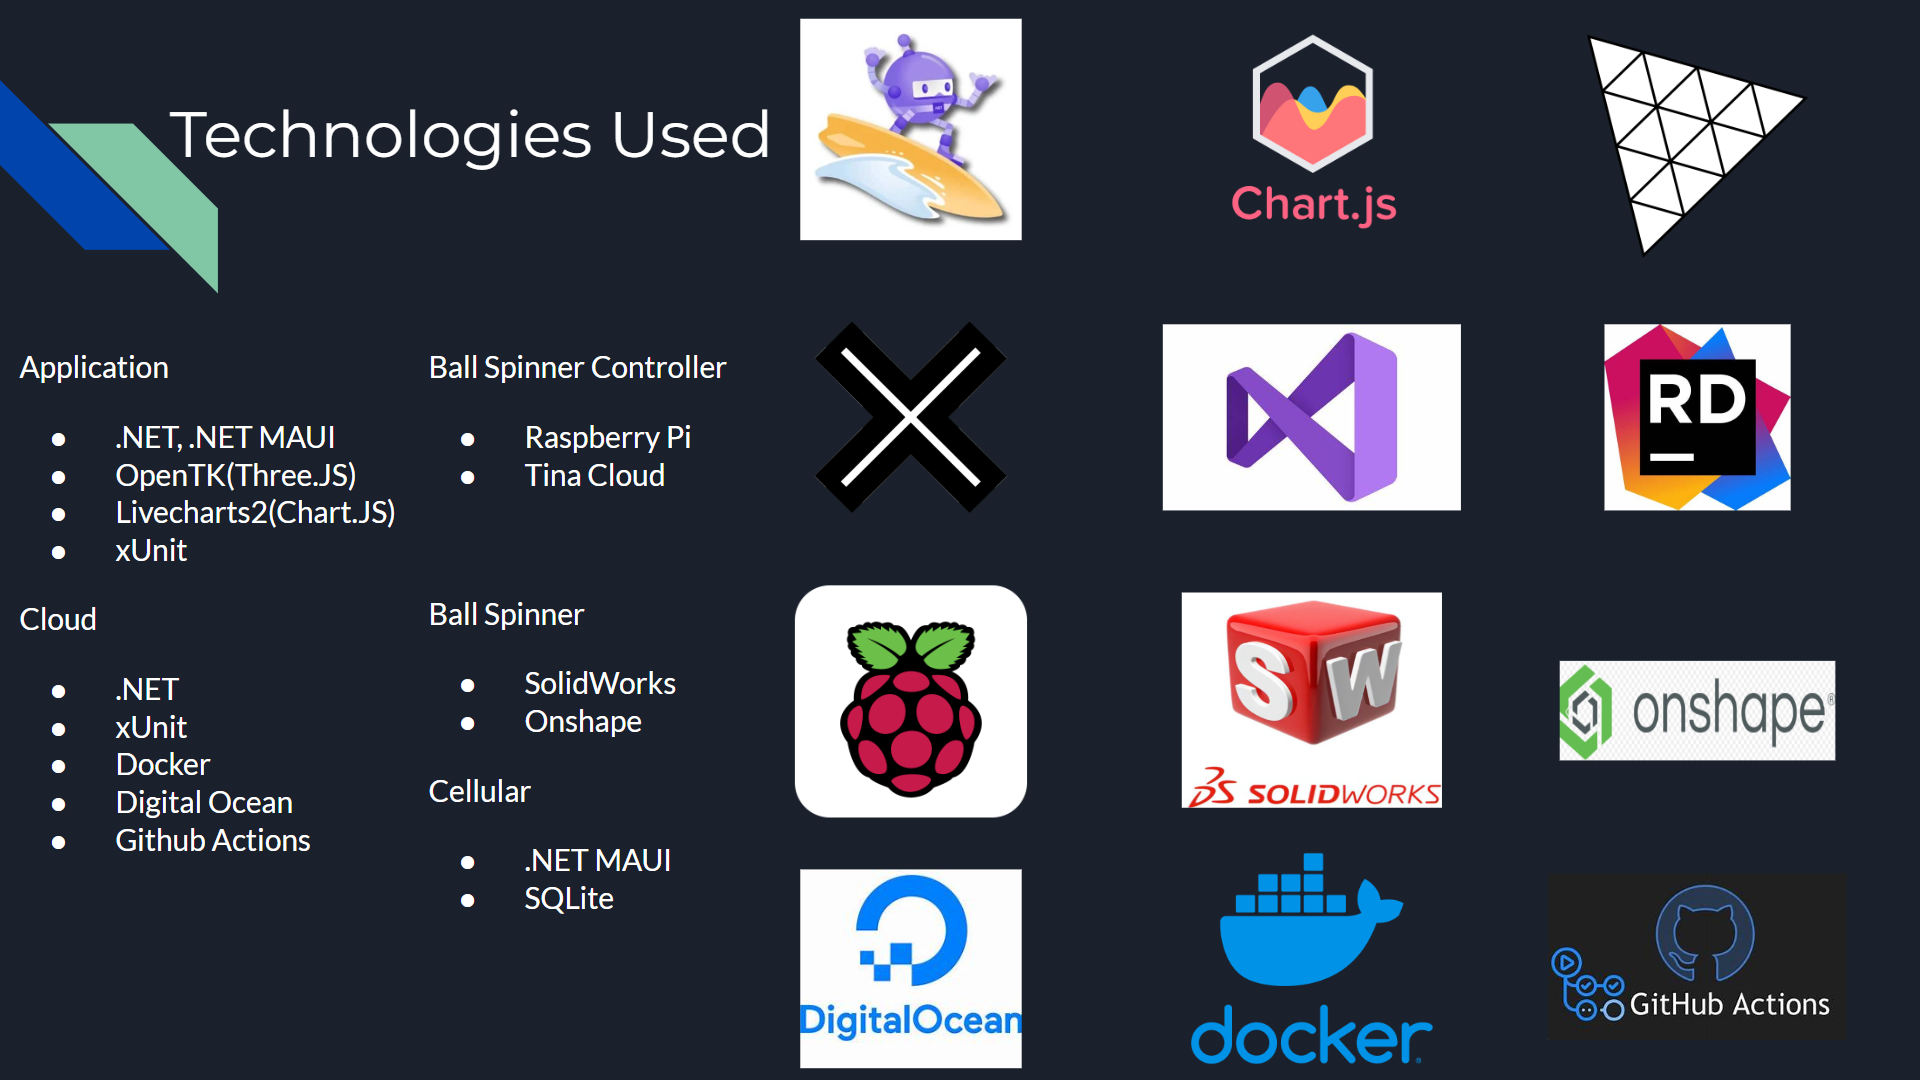 Technologies Used
Application
● .NET, .NET MAUI
● OpenTK(Three.JS)
● Livecharts2(Chart.JS)
● xUnit
Cloud
● .NET
● xUnit
● Docker
● Digital Ocean
● Github Actions
Ball Spinner Controller
● Raspberry Pi
● Tina Cloud
Ball Spinner
● SolidWorks
● Onshape
Cellular
● .NET MAUI
● SQLite
Chart.js
RD
S W
SOLIDWORKS
onshape®
DigitalOcean
docker
GitHub Actions